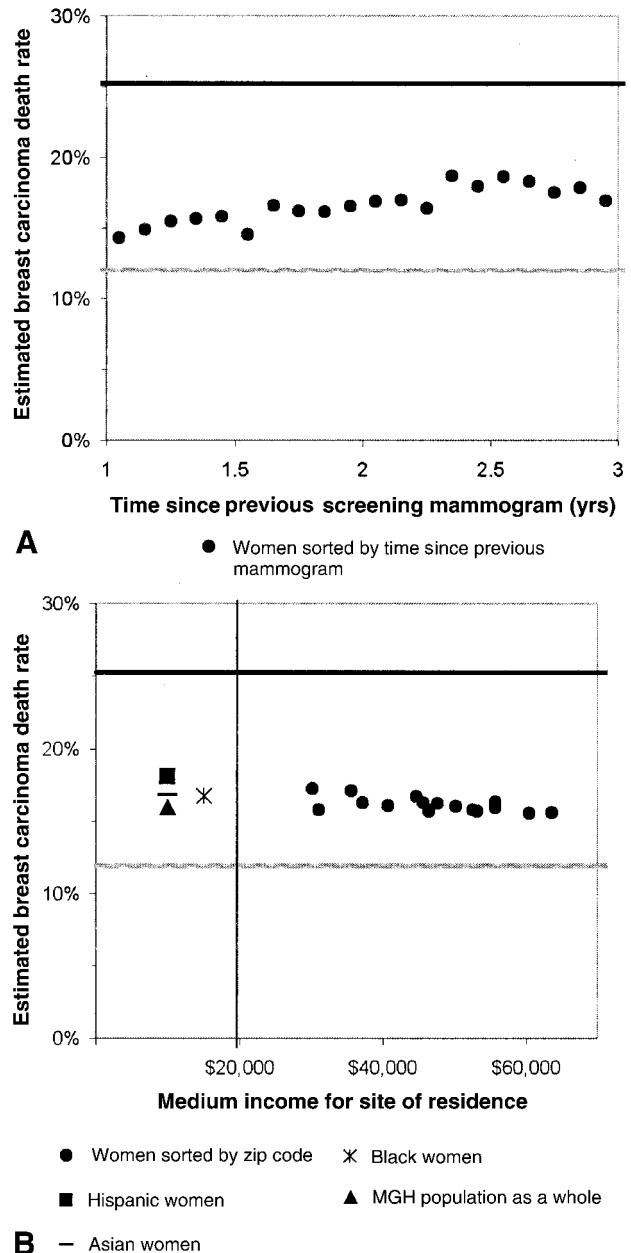 30%
20%
10%
0%
Estimated breast carcinoma death rate
1 1.5 2 2.5 3
Time since previous screening mammogram (yrs)
A
● Women sorted by time since previous
mammogram
30%
20%
10%
0%
Estimated breast carcinoma death rate
$20,000 $40,000 $60,000
Medium income for site of residence
● Women sorted by zip code
Black women
■ Hispanic women
▲ MGH population as a whole
– Asian women
B